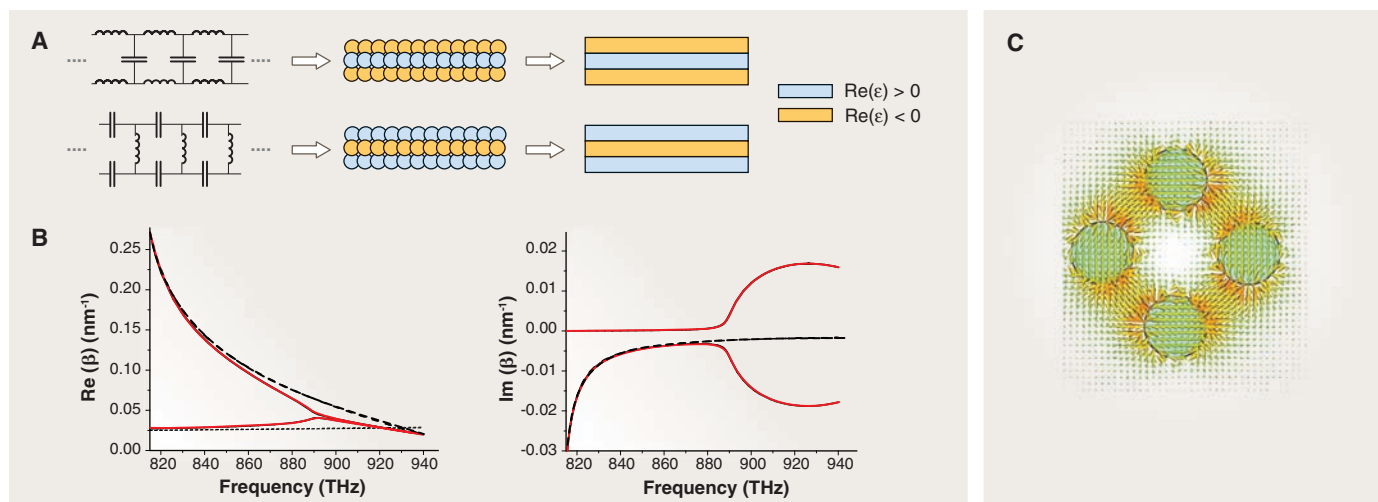 A
Re(ε) > 0
Re(ε) < 0
B
Re (β) (nm⁻¹)
0.25
0.20
0.15
0.10
0.05
0.00
820 840 860 880 900 920 940
Frequency (THz)
Im (β) (nm⁻¹)
0.02
0.01
0.00
-0.01
-0.02
-0.03
820 840 860 880 900 920 940
Frequency (THz)
C